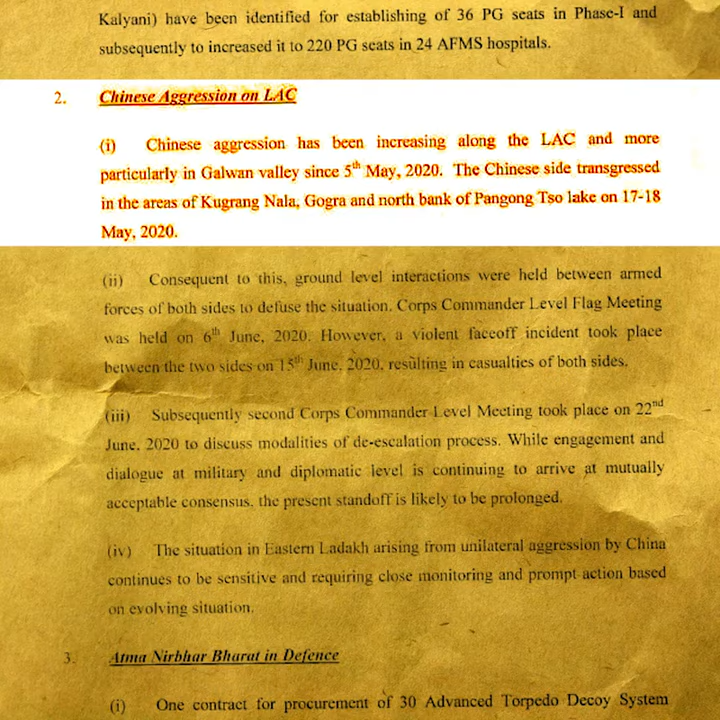 Kalyani) have been identified for establishing of 36 PG seats in Phase-I and
subsequently to increased it to 220 PG seats in 24 AFMS hospitals.
2. Chinese Aggression on LAC
(i) Chinese aggression has been increasing along the LAC and more
particularly in Galwan valley since 5th May, 2020. The Chinese side transgressed
in the areas of Kugrang Nala, Gogra and north bank of Pangong Tso lake on 17-18
May, 2020.
(ii) Consequent to this, ground level interactions were held between armed
forces of both sides to defuse the situation. Corps Commander Level Flag Meeting
was held on 6th June, 2020. However, a violent faceoff incident took place
between the two sides on 15th June, 2020, resulting in casualties of both sides.
(iii) Subsequently second Corps Commander Level Meeting took place on 22nd
June, 2020 to discuss modalities of de-escalation process. While engagement and
dialogue at military and diplomatic level is continuing to arrive at mutually
acceptable consensus, the present standoff is likely to be prolonged.
(iv) The situation in Eastern Ladakh arising from unilateral aggression by China
continues to be sensitive and requiring close monitoring and prompt action based
on evolving situation.
3. Atma Nirbhar Bharat in Defence
(i) One contract for procurement of 30 Advanced Torpedo Decoy System